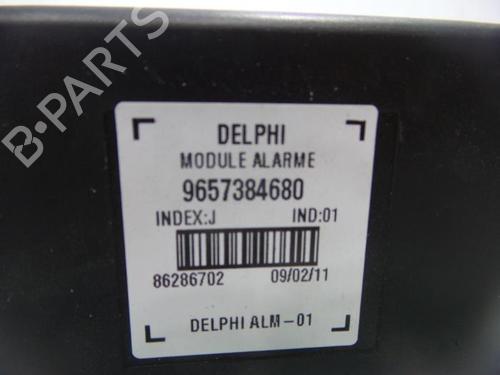 DELPHI
MODULE ALARME
9657384680
INDEX:J IND:01
86286702 09/02/11
DELPHI ALM-01
B-PARTS